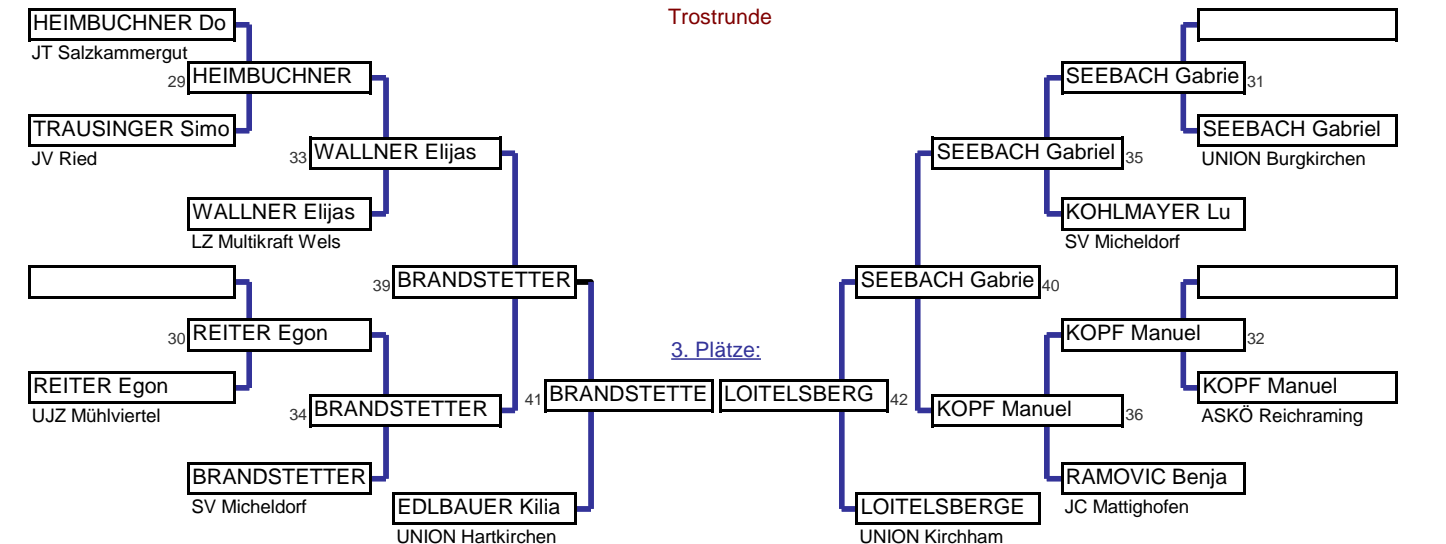 Trostrunde
HEIMBUCHNER Do
JT Salzkammergut
29 HEIMBUCHNER
TRAUSINGER Simo
JV Ried
33 WALLNER Elijas
WALLNER Elijas
LZ Multikraft Wels
39 BRANDSTETTER
30 REITER Egon
REITER Egon
UJZ Mühlviertel
34 BRANDSTETTER
BRANDSTETTER
SV Micheldorf
41 BRANDSTETTE
EDLBAUER Kilia
UNION Hartkirchen
3. Plätze:
SEEBACH Gabrie 31
SEEBACH Gabriel
UNION Burgkirchen
SEEBACH Gabriel 35
KOHLMAYER Lu
SV Micheldorf
SEEBACH Gabrie 40
KOPF Manuel 32
KOPF Manuel
ASKÖ Reichraming
LOITELSBERG 42
KOPF Manuel 36
RAMOVIC Benja
JC Mattighofen
LOITELSBERGE
UNION Kirchham